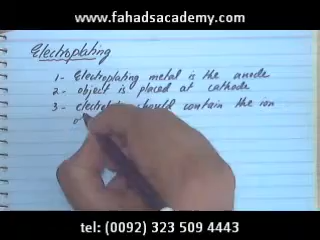 www.fahadsacademy.com
Electroplating
1- Electroplating metal is the anode
2- object is placed at cathode
3- should contain the ion
tel: (0092) 323 509 4443